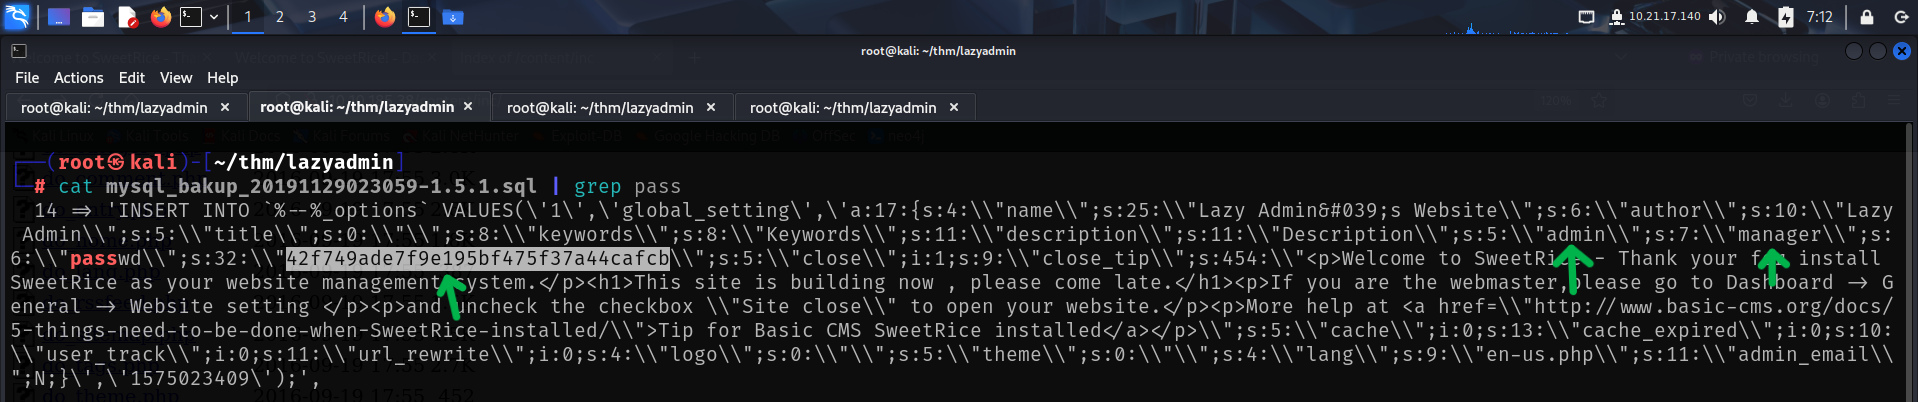 1 2 3 4 10.21.17.140 7:12
root@kali: ~/thm/lazyadmin
File Actions Edit View Help
root@kali: ~/thm/lazyadmin × root@kali: ~/thm/lazyadmin × root@kali: ~/thm/lazyadmin × root@kali: ~/thm/lazyadmin ×
┌──(root㉿kali)-[~/thm/lazyadmin]
└─# cat mysql_bakup_20191129023059-1.5.1.sql | grep pass
14 => 'INSERT INTO `%--%_options` VALUES(\'1\',\'global_setting\',\'a:17:{s:4:\\"name\\";s:25:\\"Lazy Admin&#039;s Website\\";s:6:\\"author\\";s:10:\\"Lazy
Admin\\";s:5:\\"title\\";s:0:\\"\\";s:8:\\"keywords\\";s:8:\\"Keywords\\";s:11:\\"description\\";s:11:\\"Description\\";s:5:\\"admin\\";s:7:\\"manager\\";s:
6:\\"passwd\\";s:32:\\"42f749ade7f9e195bf475f37a44cafcb\\";s:5:\\"close\\";i:1;s:9:\\"close_tip\\";s:454:\\"<p>Welcome to SweetRice - Thank your for install
SweetRice as your website management system.</p><h1>This site is building now , please come late.</h1><p>If you are the webmaster,please go to Dashboard -> G
eneral -> Website setting </p><p>and uncheck the checkbox \\"Site close\\" to open your website.</p><p>More help at <a href=\\"http://www.basic-cms.org/docs/
5-things-need-to-be-done-when-SweetRice-installed/\\">Tip for Basic CMS SweetRice installed</a></p>\\";s:5:\\"cache\\";i:0;s:13:\\"cache_expired\\";i:0;s:10:
\\"user_track\\";i:0;s:11:\\"url_rewrite\\";i:0;s:4:\\"logo\\";s:0:\\"\\";s:5:\\"theme\\";s:0:\\"\\";s:4:\\"lang\\";s:9:\\"en-us.php\\";s:11:\\"admin_email\\
";N;}\',\'1575023409\');',